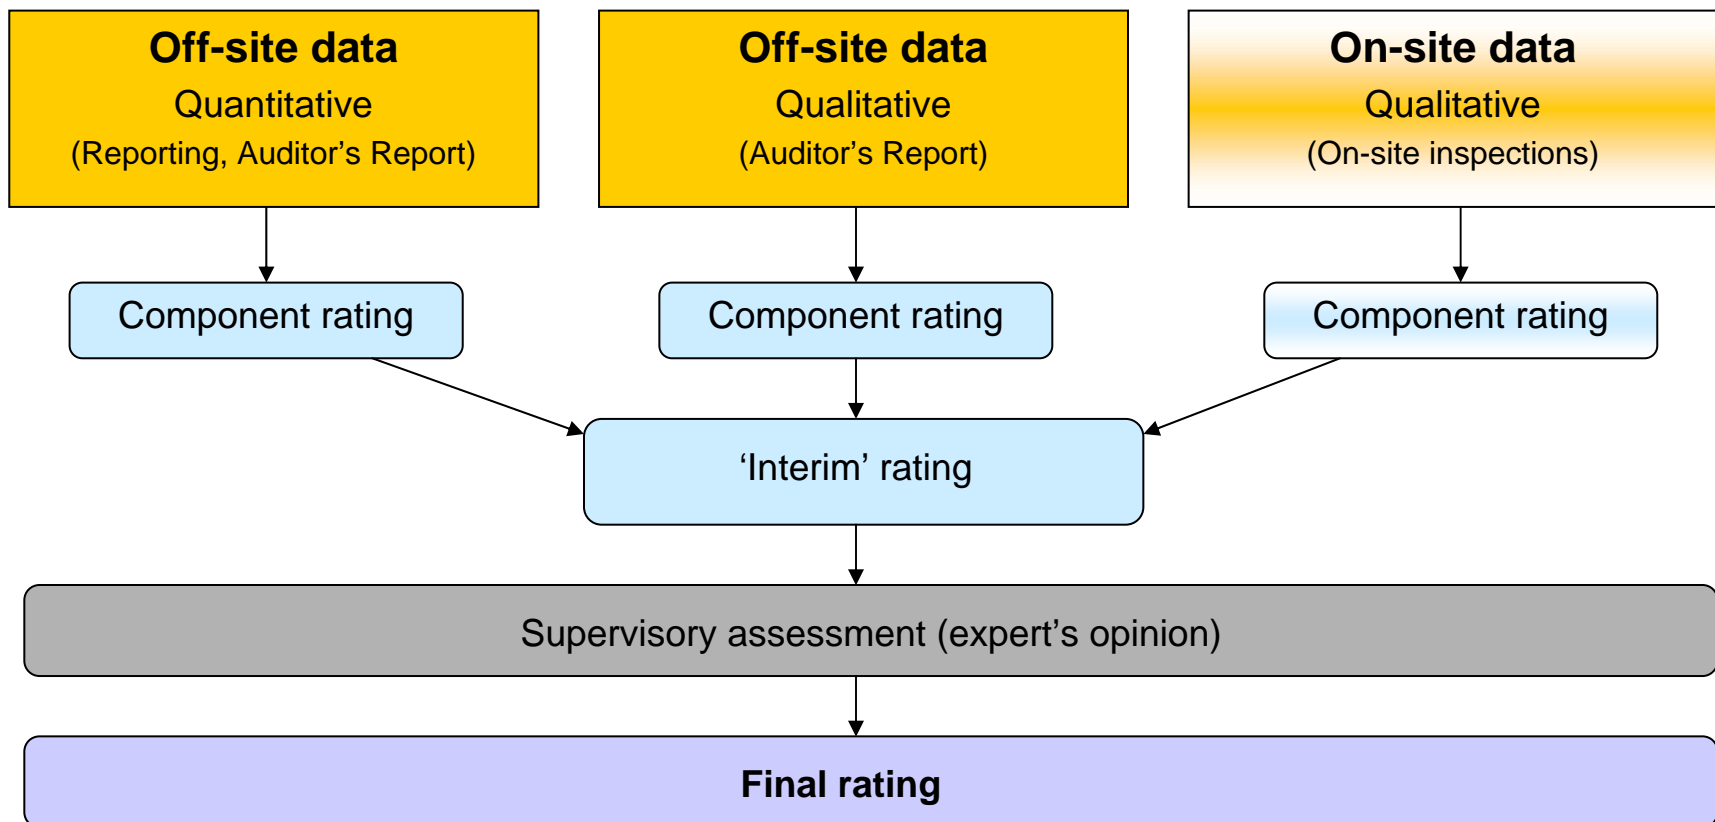 Off-site data
Quantitative
(Reporting, Auditor’s Report)
Off-site data
Qualitative
(Auditor’s Report)
On-site data
Qualitative
(On-site inspections)
Component rating
Component rating
Component rating
‘Interim’ rating
Supervisory assessment (expert’s opinion)
Final rating